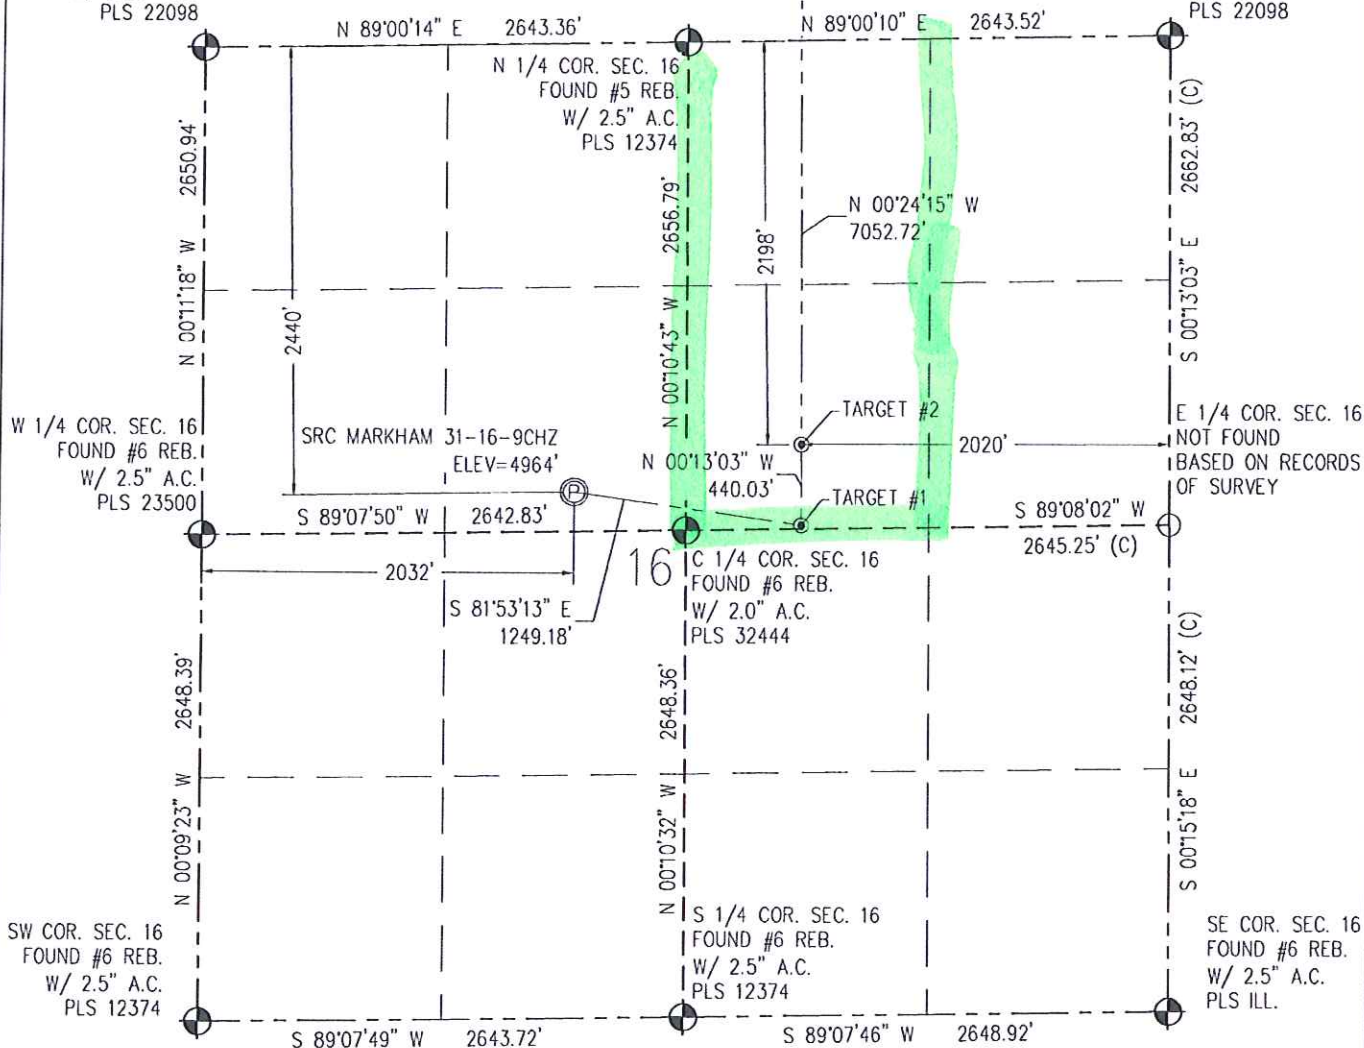 PLS 22098
N 89°00'14" E 2643.36'
N 89°00'10" E 2643.52'
PLS 22098
N 1/4 COR. SEC. 16
FOUND #5 REB.
W/ 2.5" A.C.
PLS 12374
N 00°11'18" W 2650.94'
2440'
N 00°10'43" W 2656.79'
2198'
N 00°24'15" W
7052.72'
S 00°13'03" E 2662.83' (C)
W 1/4 COR. SEC. 16
FOUND #6 REB.
W/ 2.5" A.C.
PLS 23500
SRC MARKHAM 31-16-9CHZ
ELEV=4964'
P
TARGET #2
2020'
N 00°13'03" W
440.03'
TARGET #1
E 1/4 COR. SEC. 16
NOT FOUND
BASED ON RECORDS
OF SURVEY
S 89°07'50" W 2642.83'
S 89°08'02" W
2645.25' (C)
2032'
16
C 1/4 COR. SEC. 16
FOUND #6 REB.
W/ 2.0" A.C.
PLS 32444
S 81°53'13" E
1249.18'
N 00°09'23" W 2648.39'
N 00°10'32" W 2648.36'
S 00°15'18" E 2648.12' (C)
SW COR. SEC. 16
FOUND #6 REB.
W/ 2.5" A.C.
PLS 12374
S 1/4 COR. SEC. 16
FOUND #6 REB.
W/ 2.5" A.C.
PLS 12374
SE COR. SEC. 16
FOUND #6 REB.
W/ 2.5" A.C.
PLS ILL.
S 89°07'49" W 2643.72'
S 89°07'46" W 2648.92'